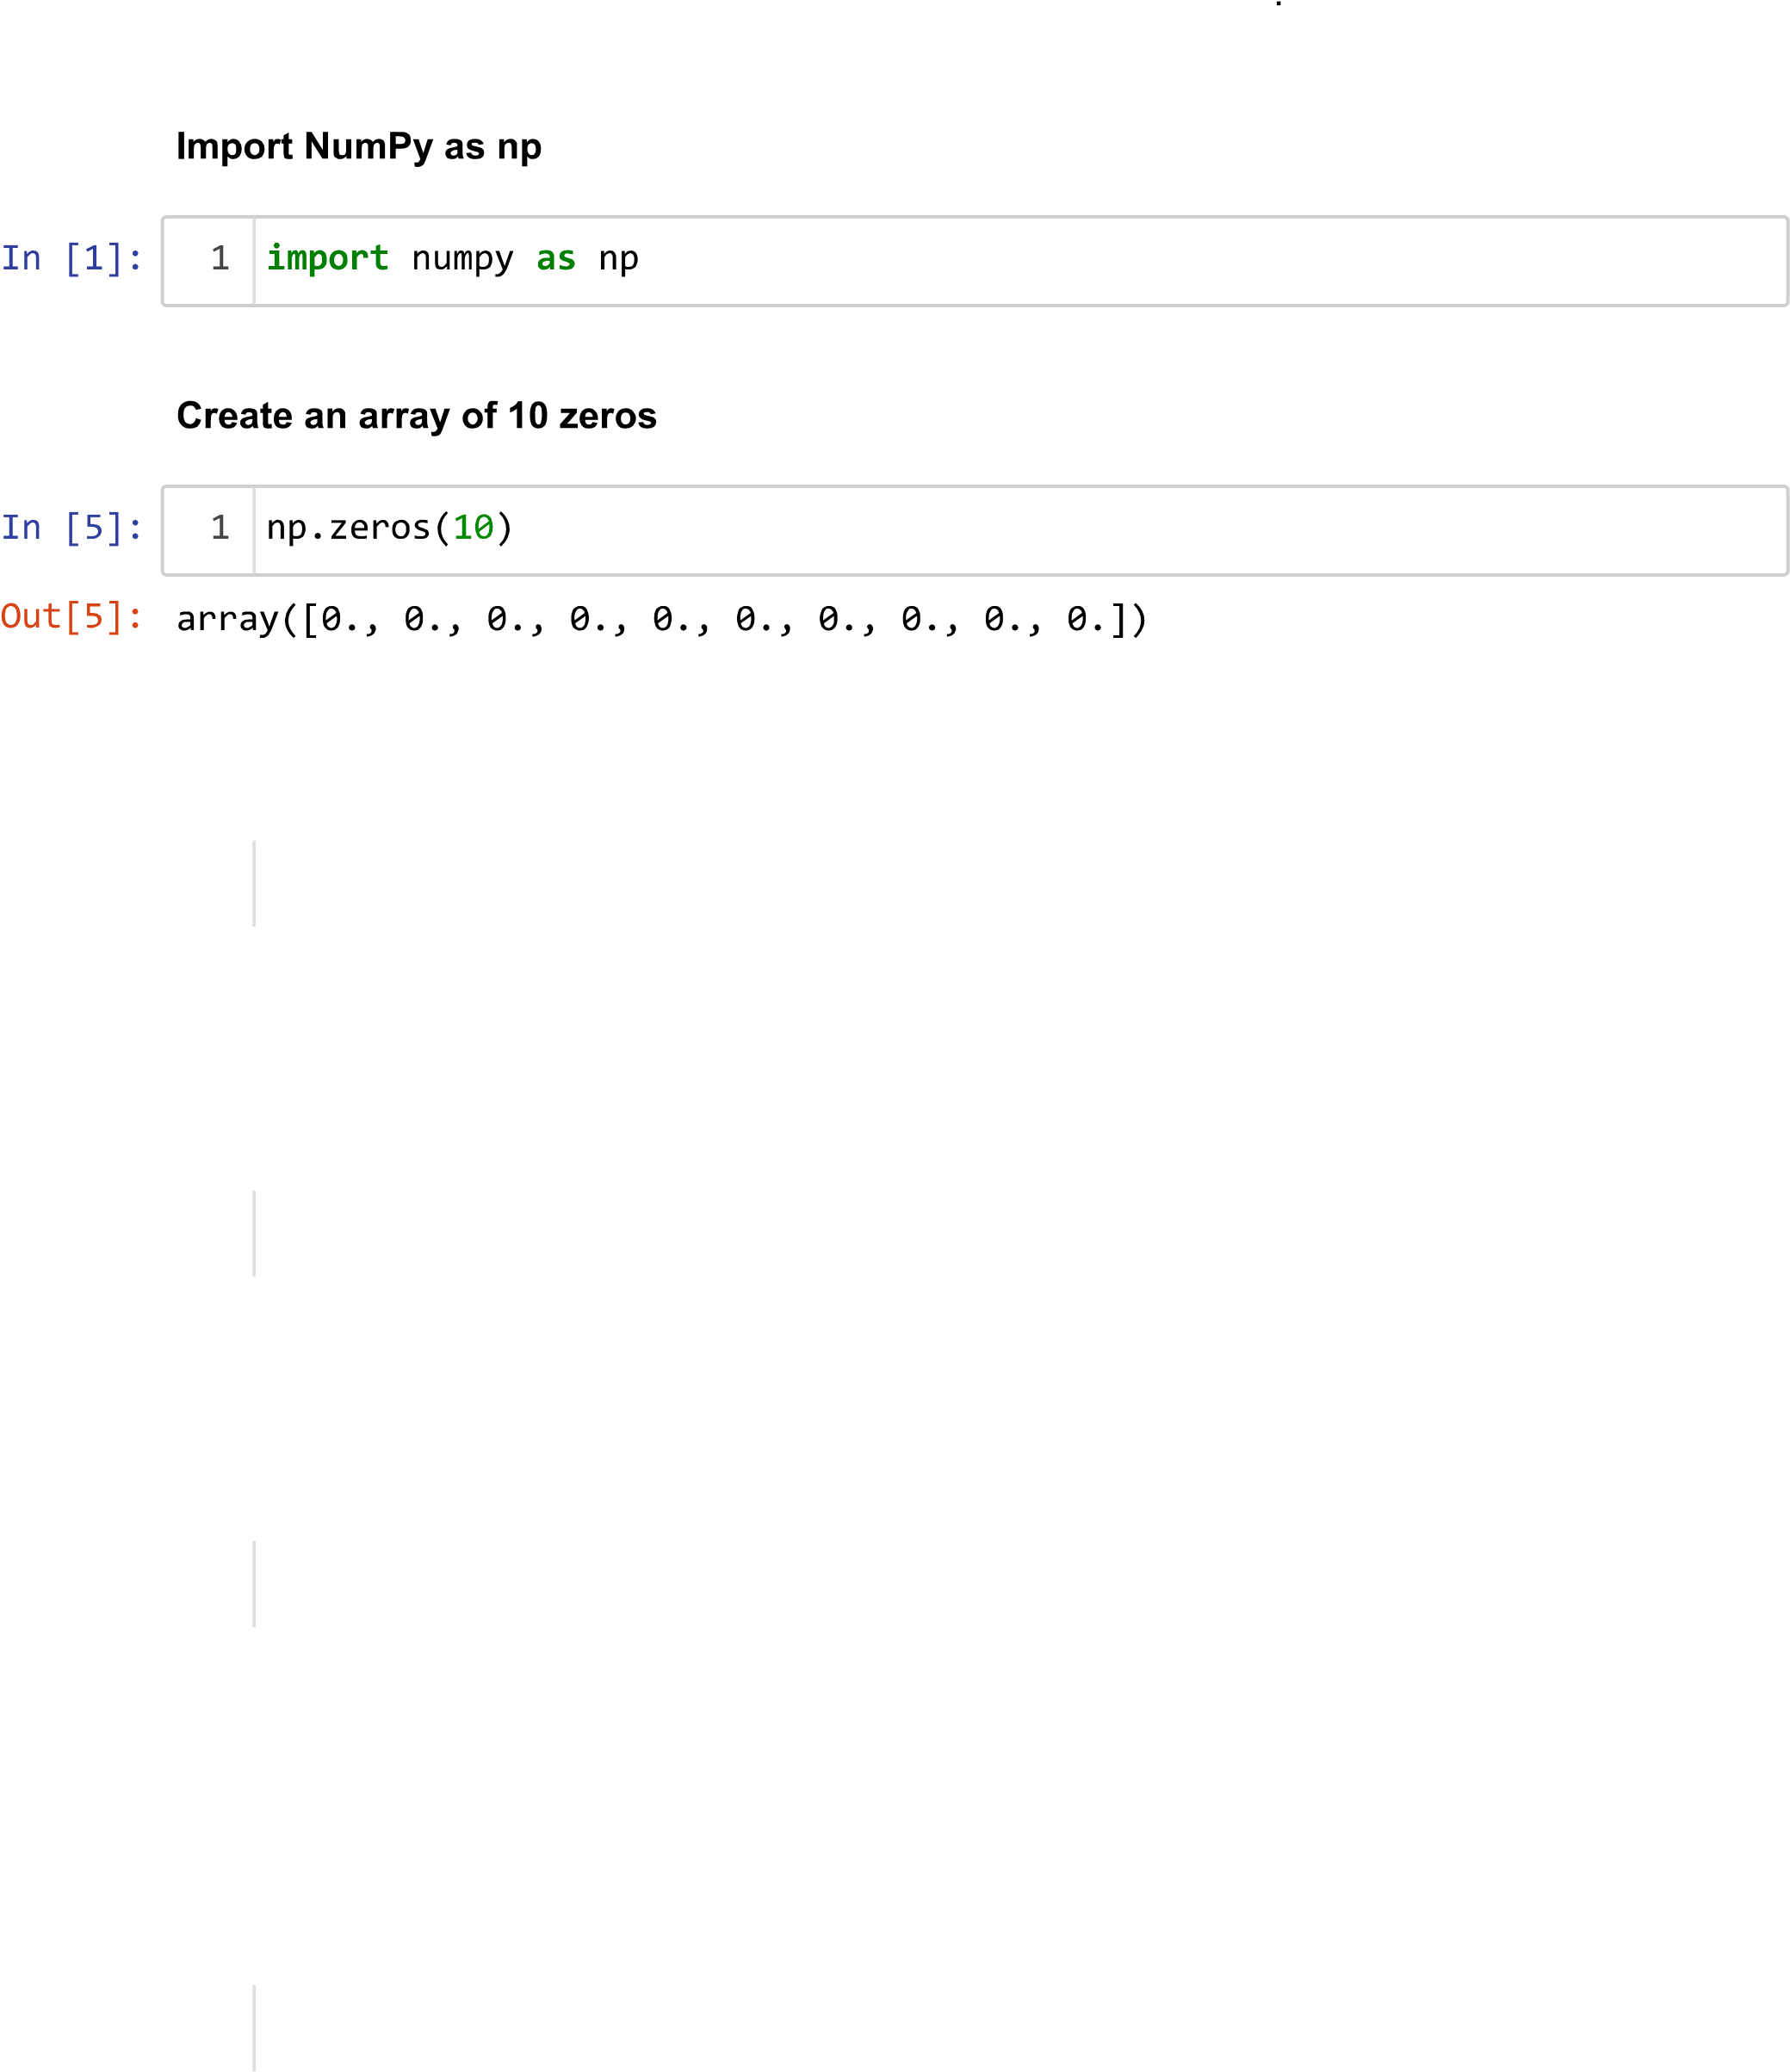 Import NumPy as np
In [1]: 1 import numpy as np
Create an array of 10 zeros
In [5]: 1 np.zeros(10)
Out[5]: array([0., 0., 0., 0., 0., 0., 0., 0., 0., 0.])